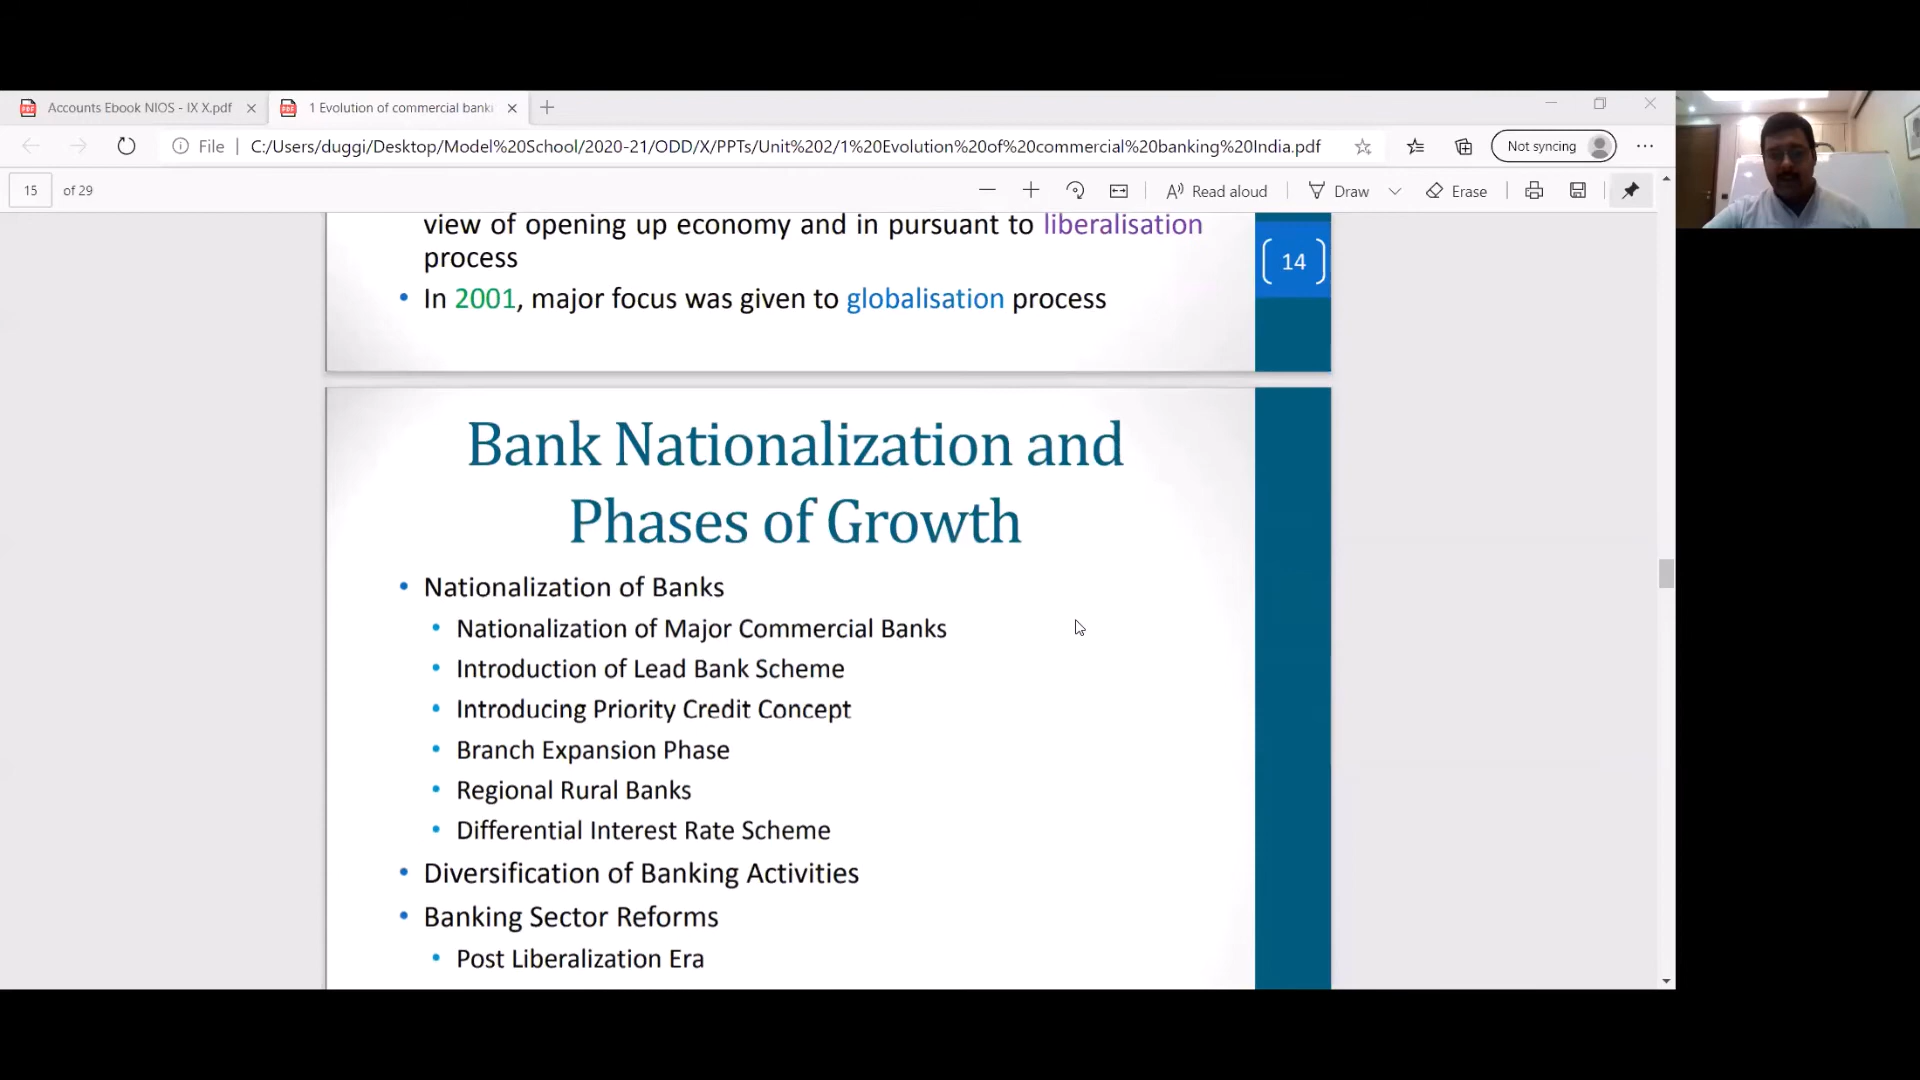 Accounts Ebook NIOS - IX X.pdf
1 Evolution of commercial banki
File
C:/Users/duggi/Desktop/Model%20School/2020-21/ODD/X/PPTs/Unit%202/1%20Evolution%20of%20commercial%20banking%20India.pdf
Not syncing
15 of 29
Read aloud
Draw
Erase
view of opening up economy and in pursuant to liberalisation
process
14
• In 2001, major focus was given to globalisation process
Bank Nationalization and
Phases of Growth
• Nationalization of Banks
• Nationalization of Major Commercial Banks
• Introduction of Lead Bank Scheme
• Introducing Priority Credit Concept
• Branch Expansion Phase
• Regional Rural Banks
• Differential Interest Rate Scheme
• Diversification of Banking Activities
• Banking Sector Reforms
• Post Liberalization Era